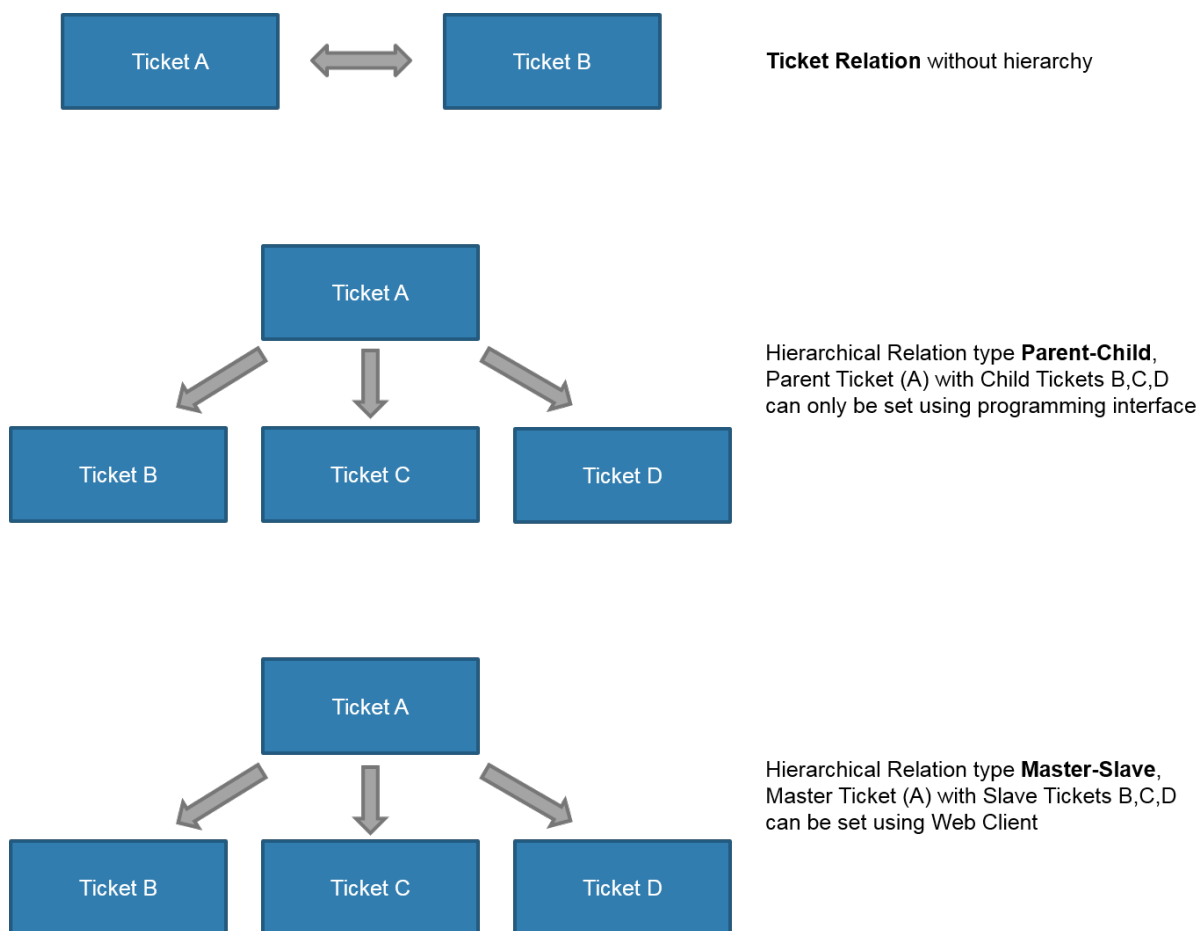 Ticket A
Ticket B
Ticket Relation without hierarchy
Ticket A
Hierarchical Relation type Parent-Child,
Parent Ticket (A) with Child Tickets B,C,D
can only be set using programming interface
Ticket B
Ticket C
Ticket D
Ticket A
Hierarchical Relation type Master-Slave,
Master Ticket (A) with Slave Tickets B,C,D
can be set using Web Client
Ticket B
Ticket C
Ticket D